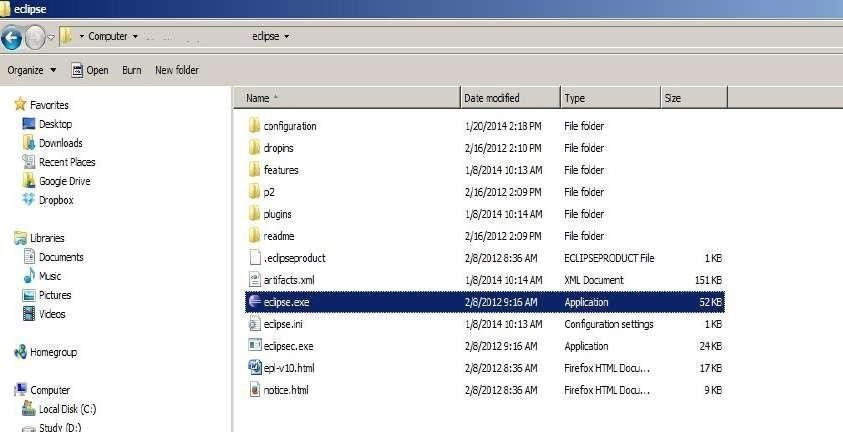 eclipse
Computer eclipse
Organize Open Burn New folder
Name Date modified Type Size
Favorites
Desktop
Downloads
Recent Places
Google Drive
Dropbox
Libraries
Documents
Music
Pictures
Videos
Homegroup
Computer
Local Disk (C:)
Study (D:)
configuration 1/20/2014 2:18 PM File folder
dropins 2/16/2012 2:10 PM File folder
features 1/8/2014 10:13 AM File folder
p2 2/16/2012 2:09 PM File folder
plugins 1/8/2014 10:14 AM File folder
readme 2/16/2012 2:09 PM File folder
.eclipseproduct 2/8/2012 8:36 AM ECLIPSEPRODUCT File 1 KB
artifacts.xml 1/8/2014 10:14 AM XML Document 151 KB
eclipse.exe 2/8/2012 9:16 AM Application 52 KB
eclipse.ini 1/8/2014 10:13 AM Configuration settings 1 KB
eclipsec.exe 2/8/2012 9:16 AM Application 24 KB
epl-v10.html 2/8/2012 8:36 AM Firefox HTML Docu... 17 KB
notice.html 2/8/2012 8:36 AM Firefox HTML Docu... 9 KB